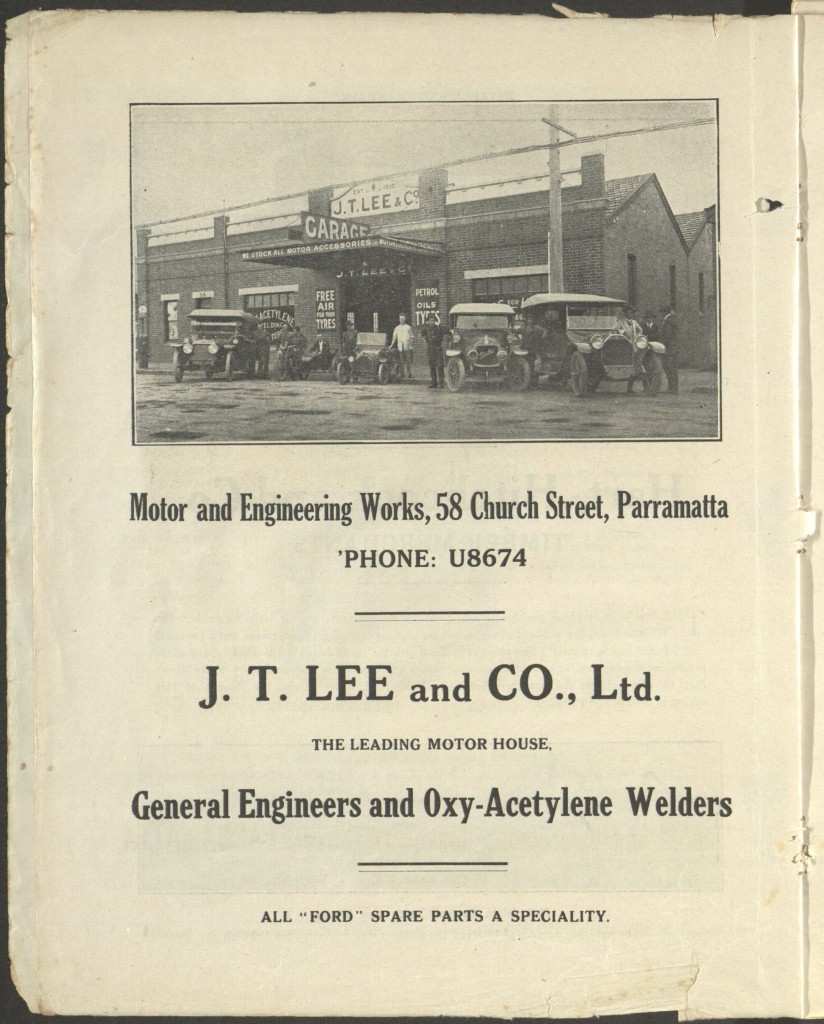 J.T. LEE & Co
GARAGE
WE STOCK ALL MOTOR ACCESSORIES
J.T. LEE & Co
FREE
AIR
FOR YOUR
TYRES
PETROL
OILS
TYRES
ACETYLENE
WELDING
Motor and Engineering Works, 58 Church Street, Parramatta
'PHONE: U8674
J. T. LEE and CO., Ltd.
THE LEADING MOTOR HOUSE,
General Engineers and Oxy-Acetylene Welders
ALL "FORD" SPARE PARTS A SPECIALITY.